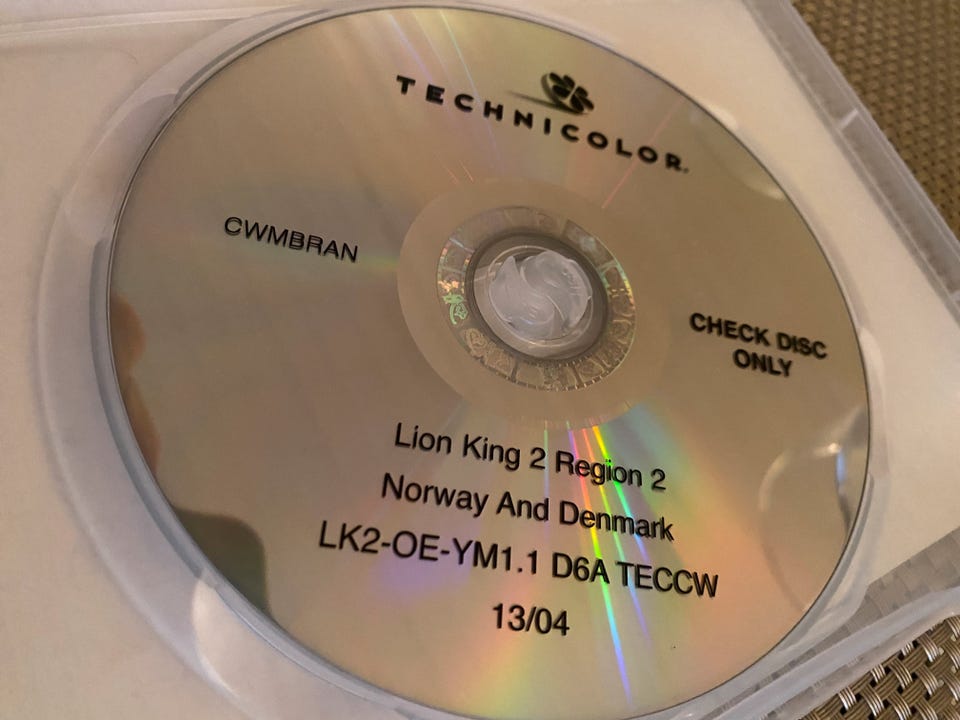 TECHNICOLOR.
CWMBRAN
CHECK DISC
ONLY
Lion King 2 Region 2
Norway And Denmark
LK2-OE-YM1.1 D6A TECCW
13/04